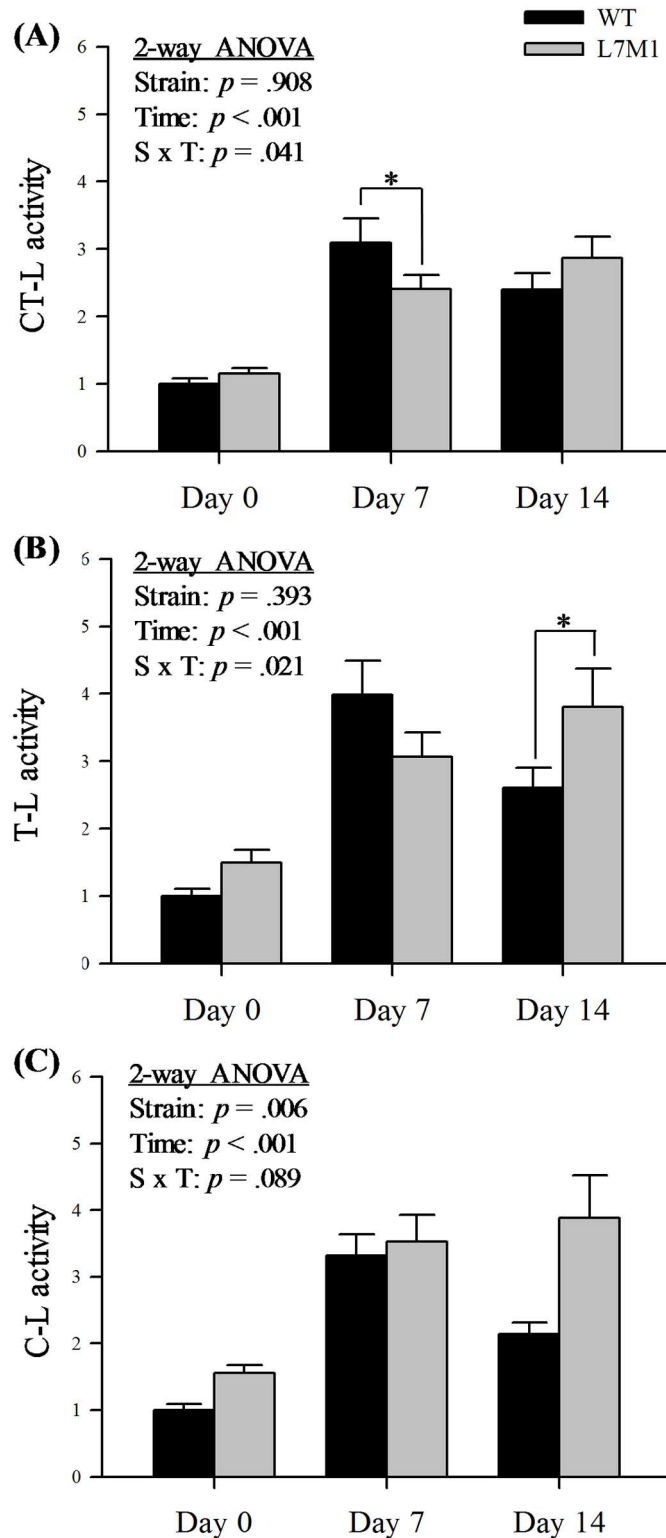 (A)
WT
L7M1
2-way ANOVA
Strain: p = .908
Time: p < .001
S x T: p = .041
*
6
5
4
3
2
1
0
CT-L activity
Day 0 Day 7 Day 14
(B)
2-way ANOVA
Strain: p = .393
Time: p < .001
S x T: p = .021
*
6
5
4
3
2
1
0
T-L activity
Day 0 Day 7 Day 14
(C)
2-way ANOVA
Strain: p = .006
Time: p < .001
S x T: p = .089
6
5
4
3
2
1
0
C-L activity
Day 0 Day 7 Day 14